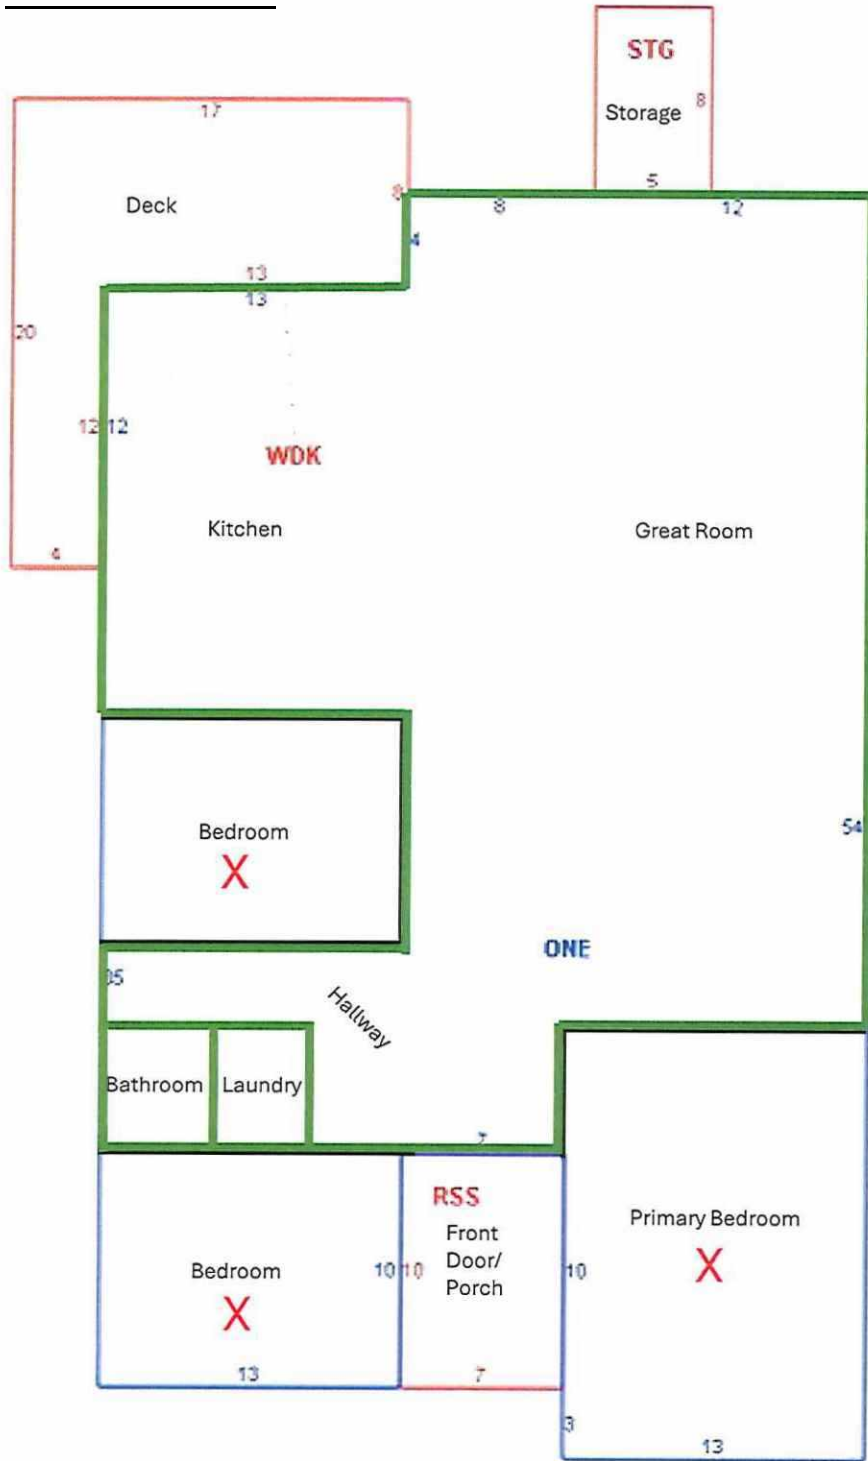 STG
8
Storage
17
5
8
8
12
Deck
4
13
13
20
12
12
WDK
Kitchen
Great Room
4
54
Bedroom
X
ONE
35
Hallway
Bathroom
Laundry
7
RSS
Front
Door/
Porch
Primary Bedroom
X
Bedroom
X
10
10
10
13
7
3
13